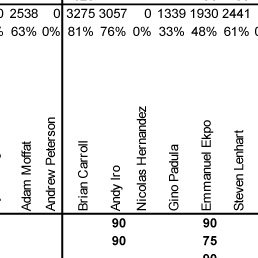 0 2538 0 3275 3057 0 1339 1930 2441
% 63% 0% 81% 76% 0% 33% 48% 61% 0
Adam Moffat
Andrew Peterson
Brian Carroll
Andy Iro
Nicolas Hernandez
Gino Padula
Emmanuel Ekpo
Steven Lenhart
90 90
90 75
90